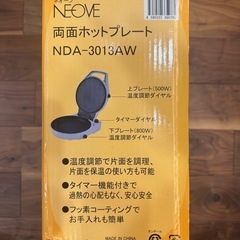 NEOVE
両面ホットプレート
NDA-3013AW
上プレート(500W)
温度調節ダイヤル
タイマーダイヤル
下プレート(800W)
温度調節ダイヤル
●温度調節で片面を調理、
片面を保温の使い方も可能
●タイマー機能付きで
過熱の心配もなく、安心安全
●フッ素コーティングで
お手入れも簡単
MADE IN CHINA